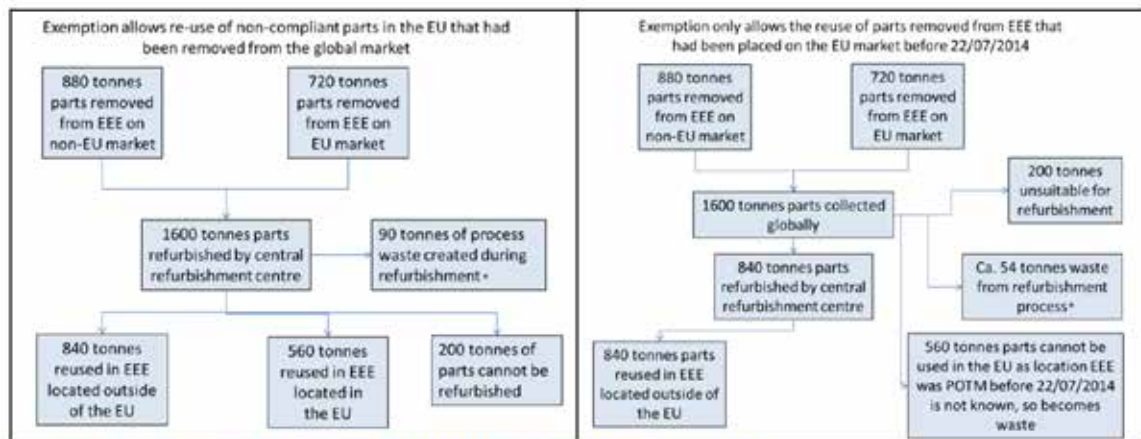 Exemption allows re-use of non-compliant parts in the EU that had
been removed from the global market
880 tonnes
parts removed
from EEE on
non-EU market
720 tonnes
parts removed
from EEE on
EU market
1600 tonnes parts
refurbished by central
refurbishment centre
90 tonnes of process
waste created during
refurbishment *
840 tonnes
reused in EEE
located outside
of the EU
560 tonnes
reused in EEE
located in
the EU
200 tonnes of
parts cannot be
refurbished
Exemption only allows the reuse of parts removed from EEE that
had been placed on the EU market before 22/07/2014
880 tonnes
parts removed
from EEE on
non-EU market
720 tonnes
parts removed
from EEE on
EU market
200 tonnes
unsuitable for
refurbishment
1600 tonnes parts collected
globally
840 tonnes parts
refurbished by central
refurbishment centre
Ca. 54 tonnes waste
from refurbishment
process*
840 tonnes parts
reused in EEE
located outside of
the EU
560 tonnes parts cannot be
used in the EU as location EEE
was POTM before 22/07/2014
is not known, so becomes
waste